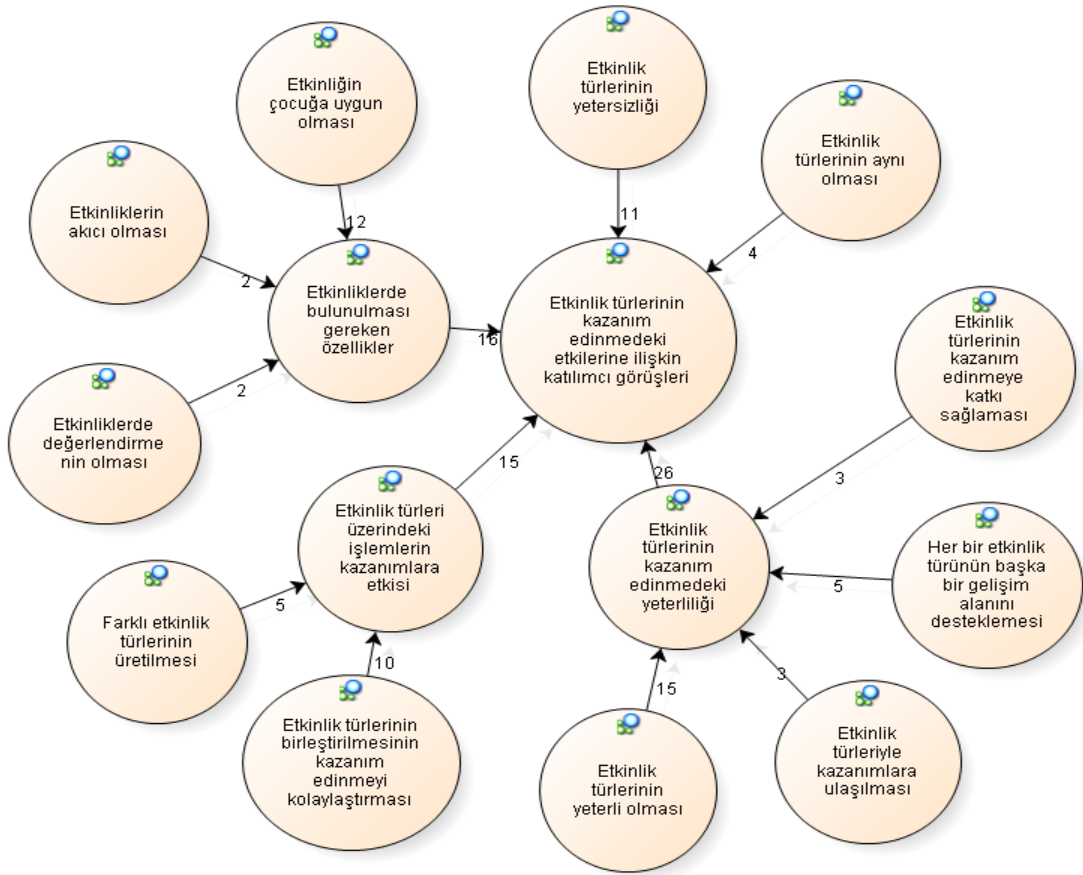 Etkinliğin
çocuğa uygun
olması
Etkinlik
türlerinin
yetersizliği
Etkinlik
türlerinin aynı
olması
Etkinliklerin
akıcı olması
12
11
4
2
Etkinliklerde
bulunulması
gereken
özellikler
16
Etkinlik türlerinin
kazanım
edinmedeki
etkilerine ilişkin
katılımcı görüşleri
Etkinlik
türlerinin
kazanım
edinmeye
katkı
sağlaması
Etkinliklerde
değerlendirme
nin olması
2
15
26
3
Etkinlik türleri
üzerindeki
işlemlerin
kazanımlara
etkisi
Etkinlik
türlerinin
kazanım
edinmedeki
yeterliliği
Her bir etkinlik
türünün başka
bir gelişim
alanını
desteklemesi
5
Farklı etkinlik
türlerinin
üretilmesi
5
10
15
3
Etkinlik türlerinin
birleştirilmesinin
kazanım
edinmeyi
kolaylaştırması
Etkinlik
türlerinin
yeterli olması
Etkinlik
türleriyle
kazanımlara
ulaşılması